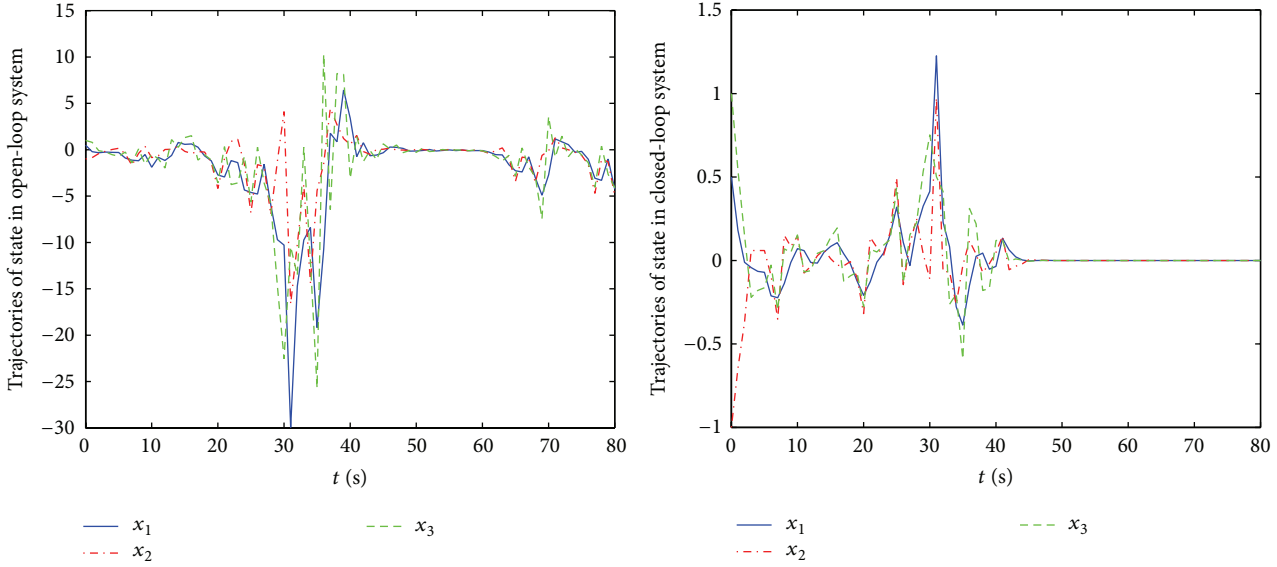 Trajectories of state in open-loop system
15
10
5
0
−5
−10
−15
−20
−25
−30
0 10 20 30 40 50 60 70 80
t (s)
x1
x2
x3
Trajectories of state in closed-loop system
1.5
1
0.5
0
−0.5
−1
0 10 20 30 40 50 60 70 80
t (s)
x1
x2
x3